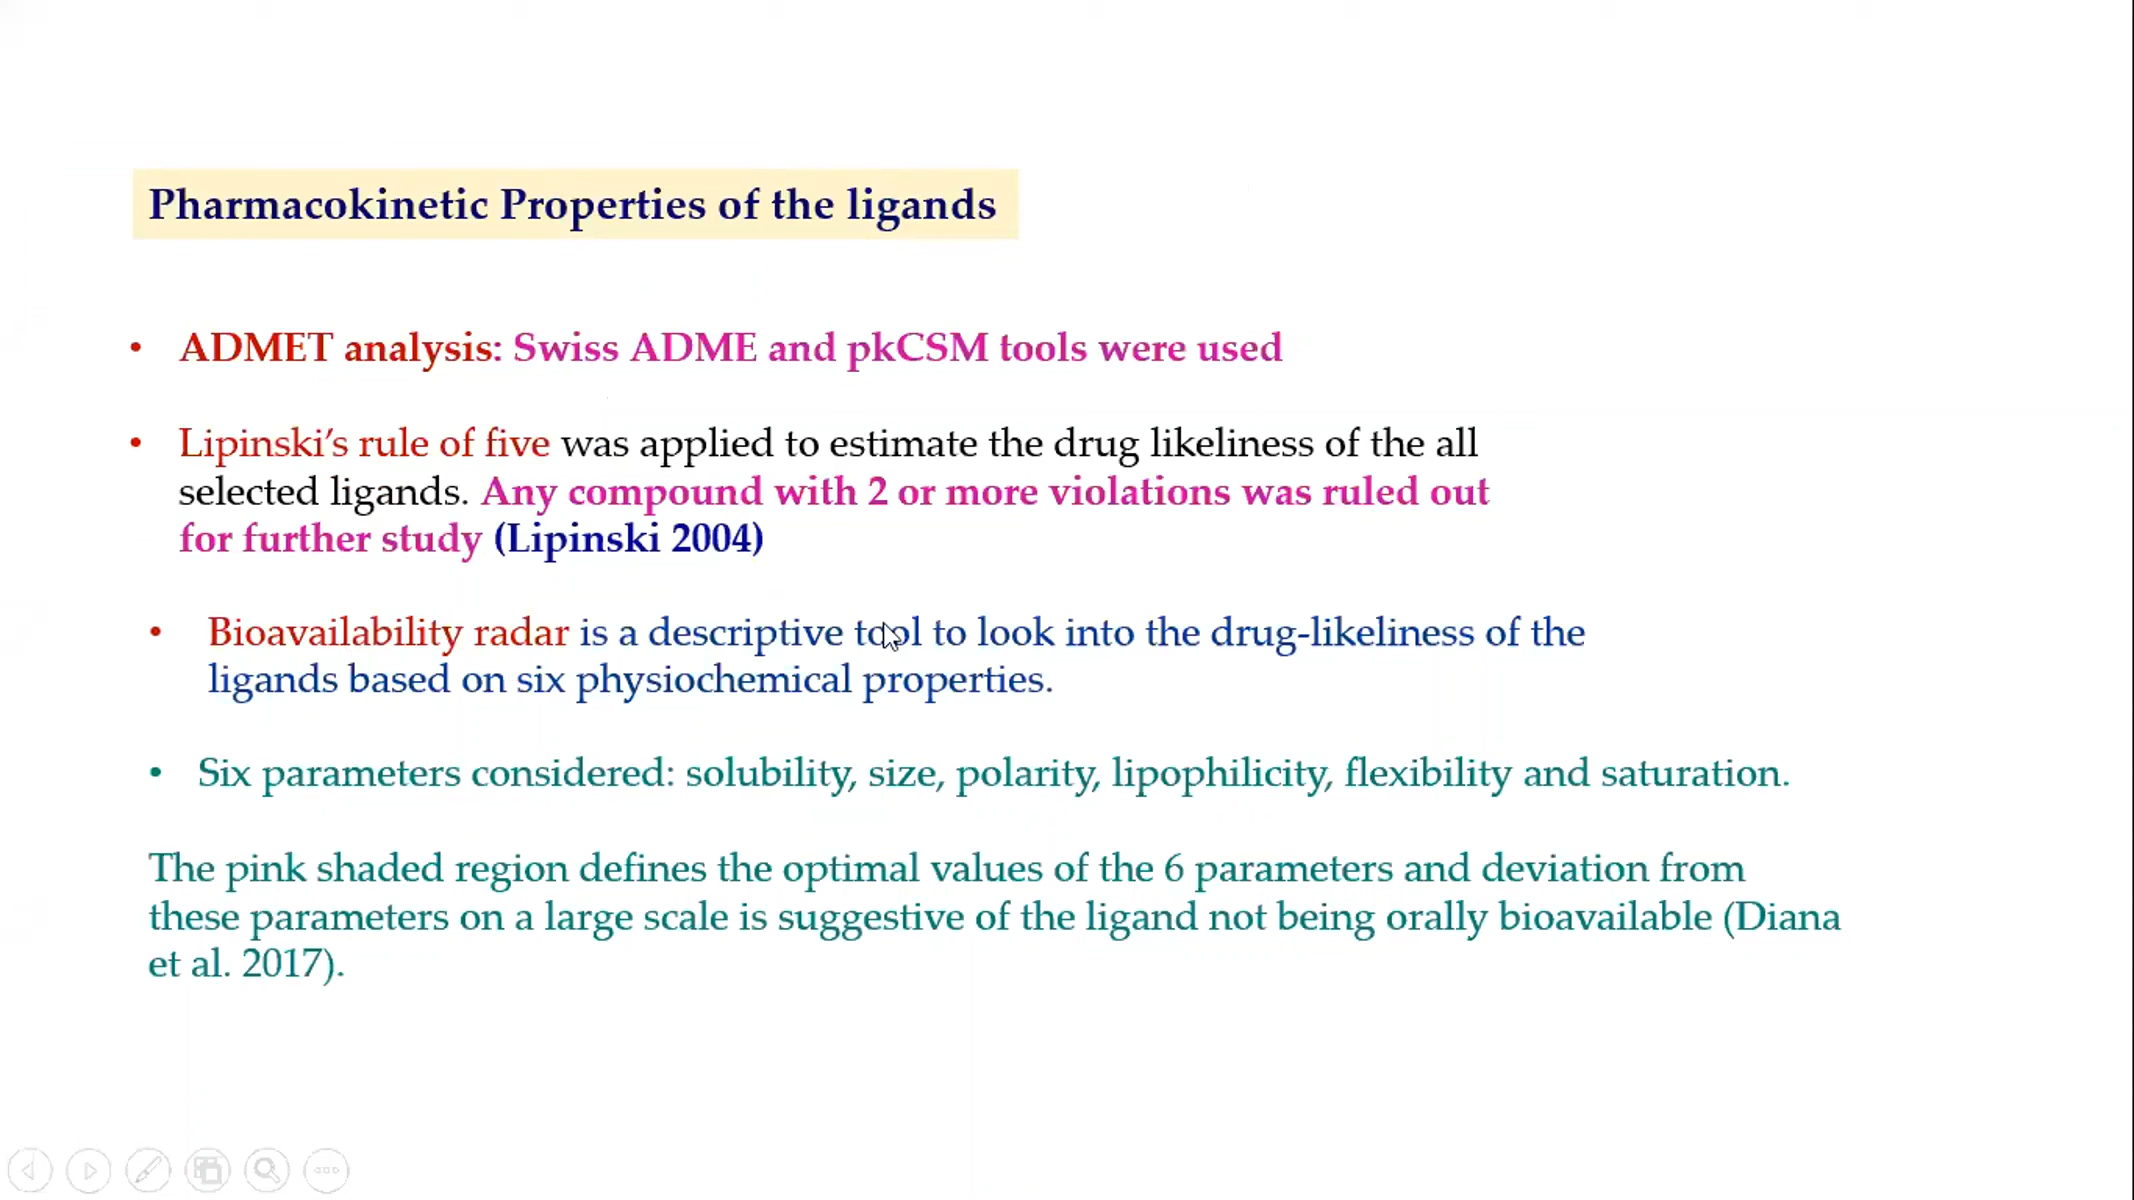 Pharmacokinetic Properties of the ligands
• ADMET analysis: Swiss ADME and pkCSM tools were used
• Lipinski’s rule of five was applied to estimate the drug likeliness of the all
selected ligands. Any compound with 2 or more violations was ruled out
for further study (Lipinski 2004)
• Bioavailability radar is a descriptive tool to look into the drug-likeliness of the
ligands based on six physiochemical properties.
• Six parameters considered: solubility, size, polarity, lipophilicity, flexibility and saturation.
The pink shaded region defines the optimal values of the 6 parameters and deviation from
these parameters on a large scale is suggestive of the ligand not being orally bioavailable (Diana
et al. 2017).